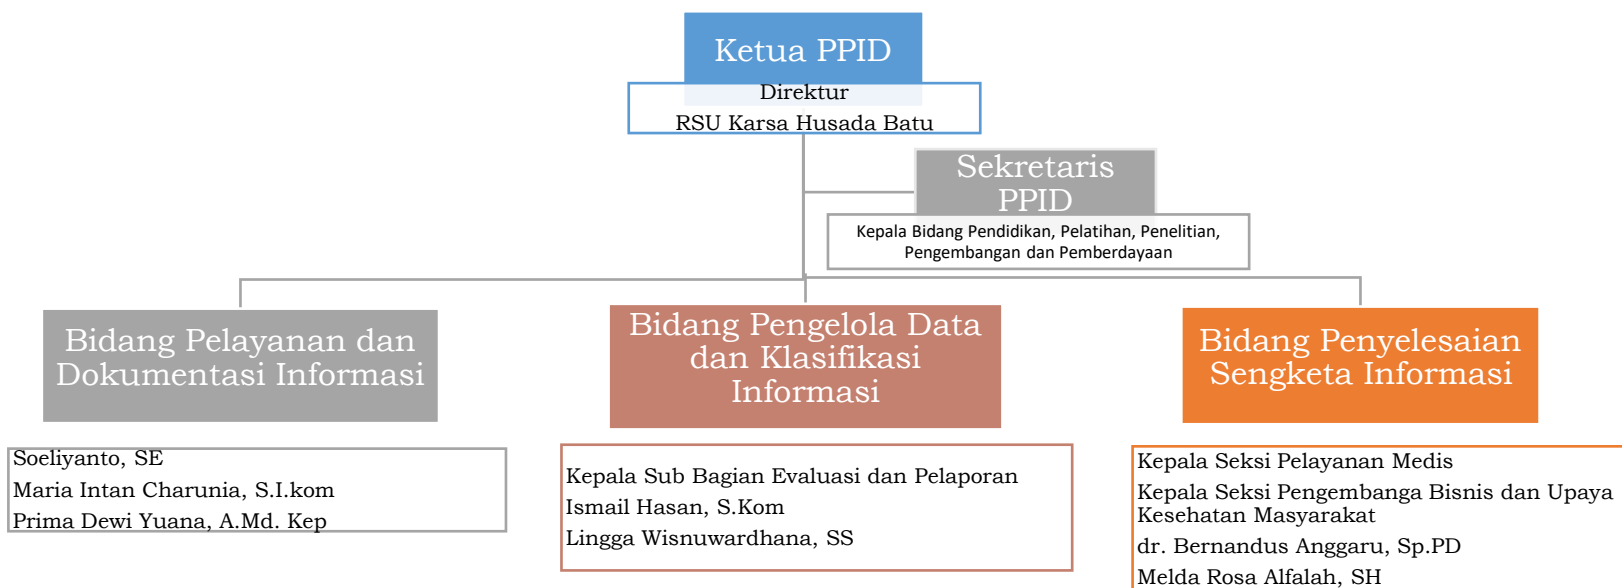 Ketua PPID
Direktur
RSU Karsa Husada Batu
Sekretaris
PPID
Kepala Bidang Pendidikan, Pelatihan, Penelitian,
Pengembangan dan Pemberdayaan
Bidang Pelayanan dan
Dokumentasi Informasi
Soeliyanto, SE
Maria Intan Charunia, S.I.kom
Prima Dewi Yuana, A.Md. Kep
Bidang Pengelola Data
dan Klasifikasi
Informasi
Kepala Sub Bagian Evaluasi dan Pelaporan
Ismail Hasan, S.Kom
Lingga Wisnuwardhana, SS
Bidang Penyelesaian
Sengketa Informasi
Kepala Seksi Pelayanan Medis
Kepala Seksi Pengembanga Bisnis dan Upaya
Kesehatan Masyarakat
dr. Bernandus Anggaru, Sp.PD
Melda Rosa Alfalah, SH